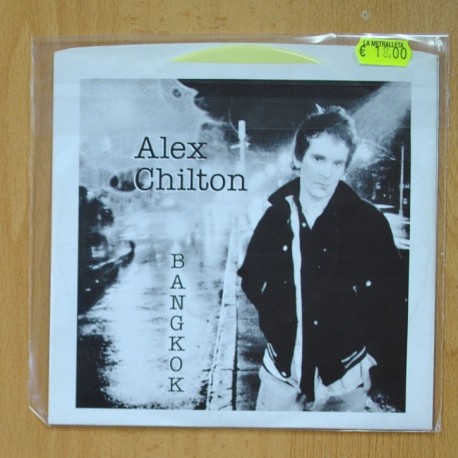 LA METRALLETA
€ 12.00
Alex
Chilton
BANGKOK